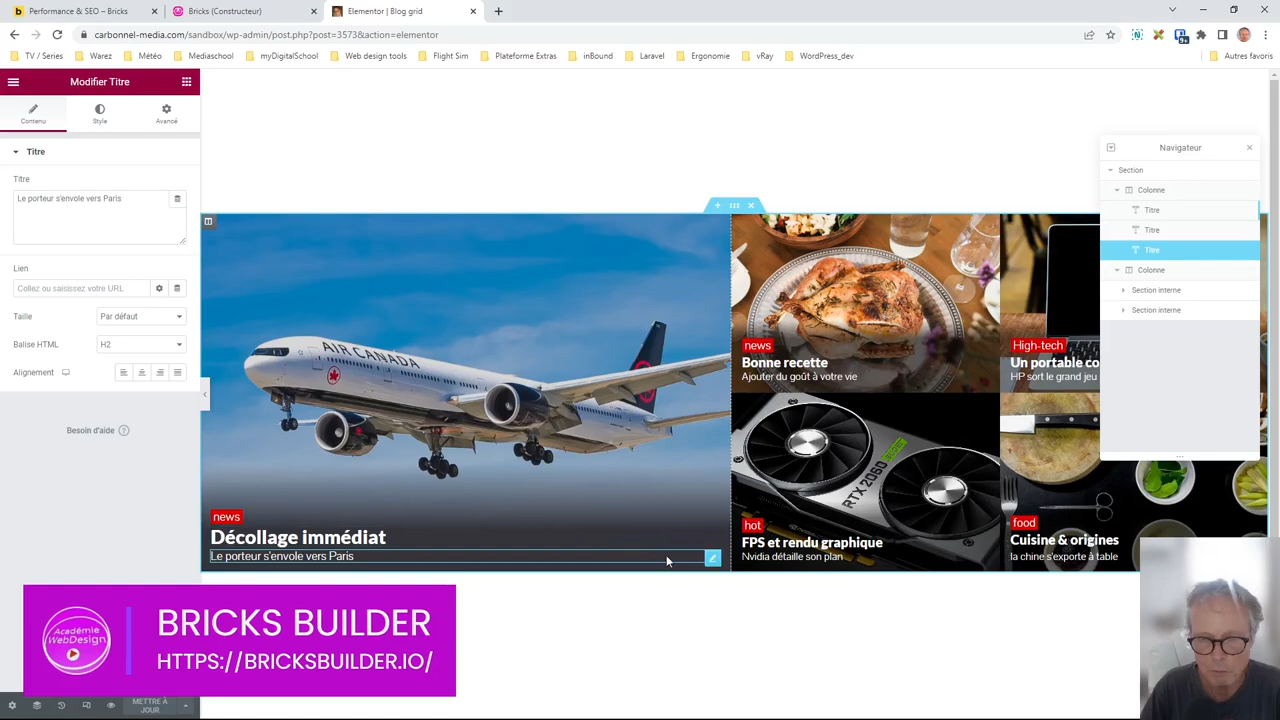 Performance & SEO – Bricks
Bricks (Constructeur)
Elementor | Blog grid
carbonnel-media.com/sandbox/wp-admin/post.php?post=3573&action=elementor
TV / Series
Warez
Météo
Mediaschool
myDigitalSchool
Web design tools
Flight Sim
Plateforme Extras
inBound
Laravel
Ergonomie
vRay
WordPress_dev
Autres favoris
Modifier Titre
Contenu
Style
Avancé
Titre
Titre
Le porteur s'envole vers Paris
Lien
Collez ou saisissez votre URL
Taille
Par défaut
Balise HTML
H2
Alignement
Besoin d'aide ?
METTRE À
JOUR
AIR CANADA
news
Décollage immédiat
Le porteur s'envole vers Paris
news
Bonne recette
Ajouter du goût à votre vie
High-tech
Un portable co
HP sort le grand jeu
RTX 2060
hot
FPS et rendu graphique
Nvidia détaille son plan
food
Cuisine & origines
la chine s'exporte à table
Navigateur
Section
Colonne
Titre
Titre
Titre
Colonne
Section interne
Section interne
Académie
WebDesign
BRICKS BUILDER
HTTPS://BRICKSBUILDER.IO/